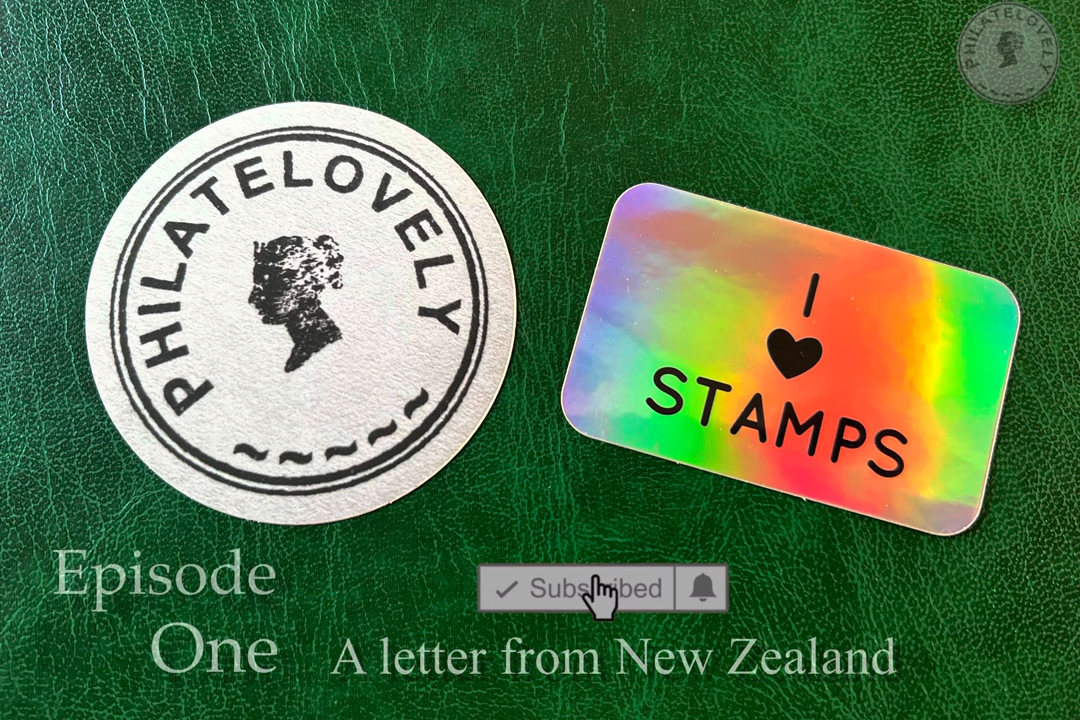 PHILATELOVELY
PHILATELOVELY
I
STAMPS
Episode
One
Subscribed
A letter from New Zealand